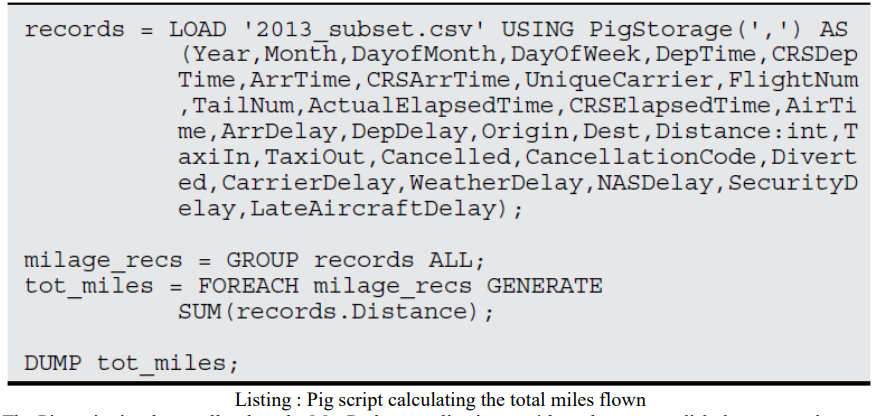 records = LOAD '2013_subset.csv' USING PigStorage(',') AS
(Year,Month,DayofMonth,DayOfWeek,DepTime,CRSDep
Time,ArrTime,CRSArrTime,UniqueCarrier,FlightNum
,TailNum,ActualElapsedTime,CRSElapsedTime,AirTi
me,ArrDelay,DepDelay,Origin,Dest,Distance:int,T
axiIn,TaxiOut,Cancelled,CancellationCode,Divert
ed,CarrierDelay,WeatherDelay,NASDelay,SecurityD
elay,LateAircraftDelay);
milage_recs = GROUP records ALL;
tot_miles = FOREACH milage_recs GENERATE
SUM(records.Distance);
DUMP tot_miles;
Listing : Pig script calculating the total miles flown